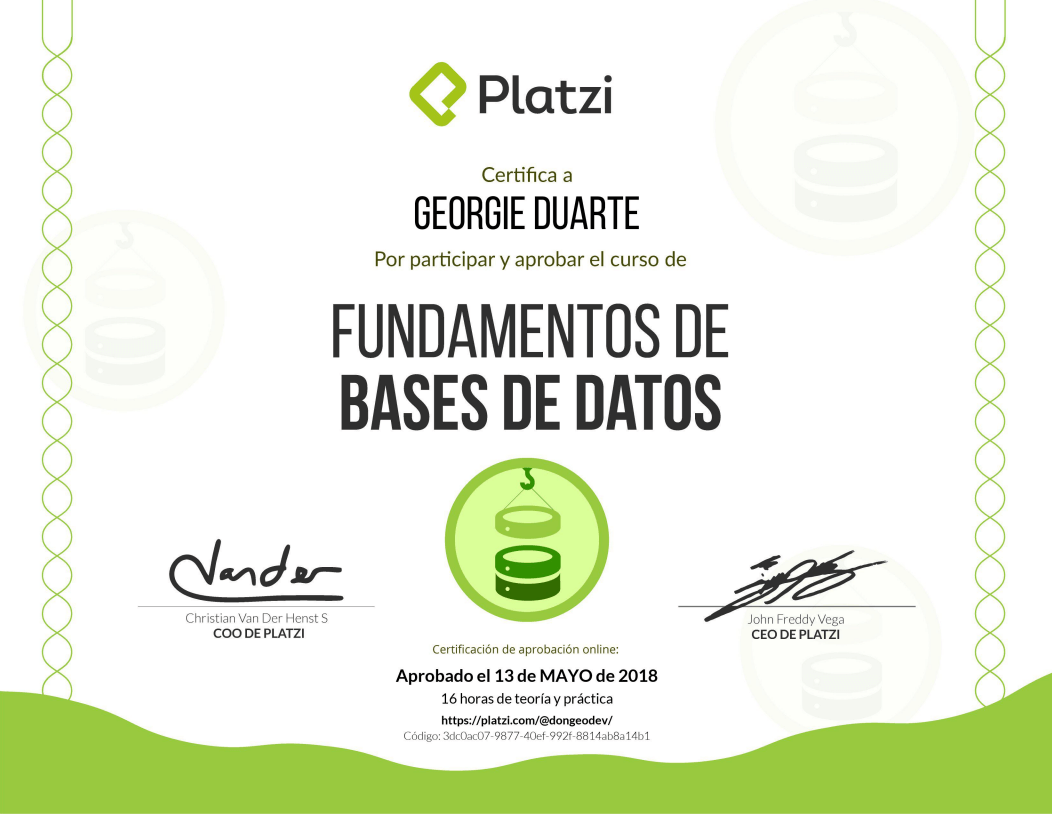 Platzi
Certifica a
GEORGIE DUARTE
Por participar y aprobar el curso de
FUNDAMENTOS DE
BASES DE DATOS
Vander
Christian Van Der Henst S
COO DE PLATZI
John Freddy Vega
CEO DE PLATZI
Certificación de aprobación online:
Aprobado el 13 de MAYO de 2018
16 horas de teoría y práctica
https://platzi.com/@dongeodev/
Código: 3dc0ac07-9877-40ef-992f-8814ab8a14b1